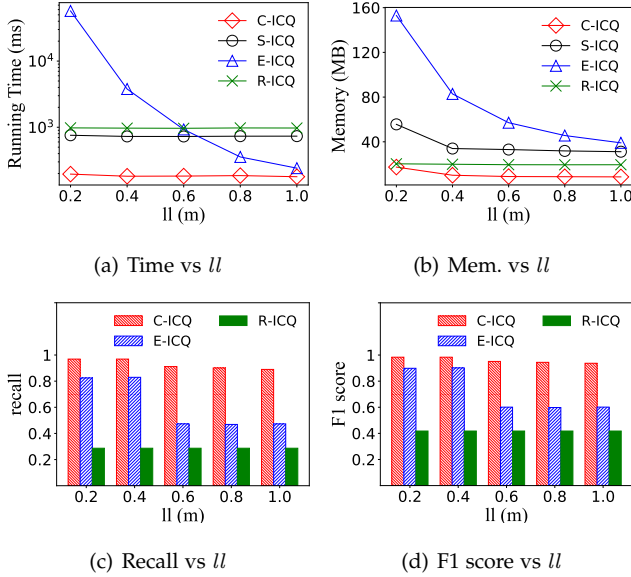 C-ICQ
S-ICQ
E-ICQ
R-ICQ
10^4
10^3
Running Time (ms)
0.2 0.4 0.6 0.8 1.0
ll (m)
(a) Time vs ll
160
120
80
40
Memory (MB)
C-ICQ
S-ICQ
E-ICQ
R-ICQ
0.2 0.4 0.6 0.8 1.0
ll (m)
(b) Mem. vs ll
C-ICQ R-ICQ
E-ICQ
1
0.8
0.6
0.4
0.2
recall
0.2 0.4 0.6 0.8 1.0
ll (m)
(c) Recall vs ll
C-ICQ R-ICQ
E-ICQ
1
0.8
0.6
0.4
0.2
F1 score
0.2 0.4 0.6 0.8 1.0
ll (m)
(d) F1 score vs ll